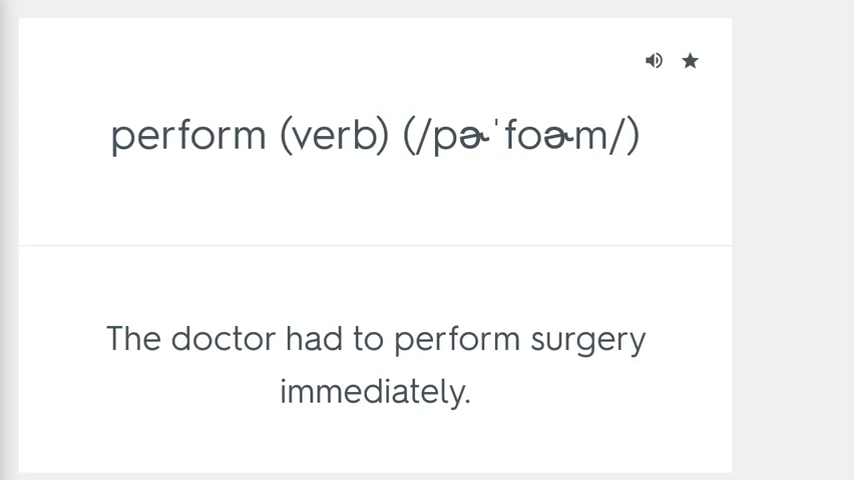 perform (verb) (/pɚˈfoɚm/)
The doctor had to perform surgery
immediately.